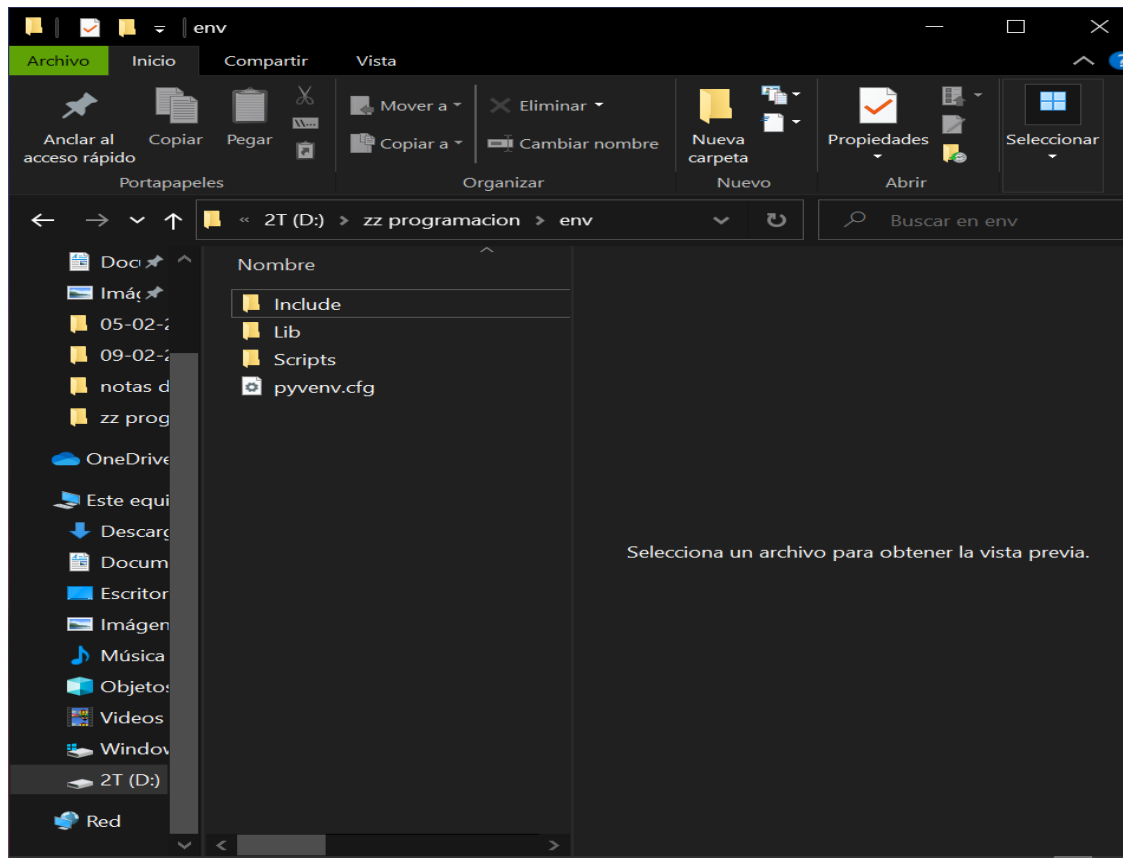 env
Archivo Inicio Compartir Vista
Anclar al acceso rápido
Copiar
Pegar
Mover a
Copiar a
Eliminar
Cambiar nombre
Nueva carpeta
Propiedades
Seleccionar
Portapapeles Organizar Nuevo Abrir
« 2T (D:) > zz programacion > env
Buscar en env
Nombre
Include
Lib
Scripts
pyvenv.cfg
Selecciona un archivo para obtener la vista previa.
Docu
Imág
05-02-2
09-02-2
notas d
zz prog
OneDrive
Este equi
Descarg
Docum
Escritor
Imágen
Música
Objetos
Videos
Window
2T (D:)
Red